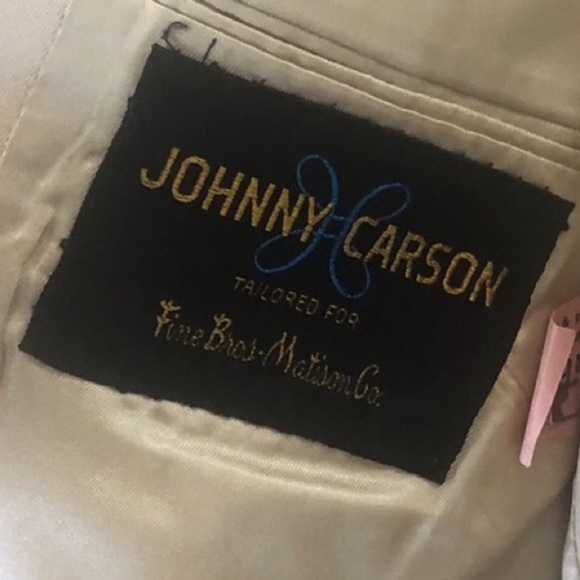 JOHNNY CARSON
TAILORED FOR
Fine Bros-Matison Co.